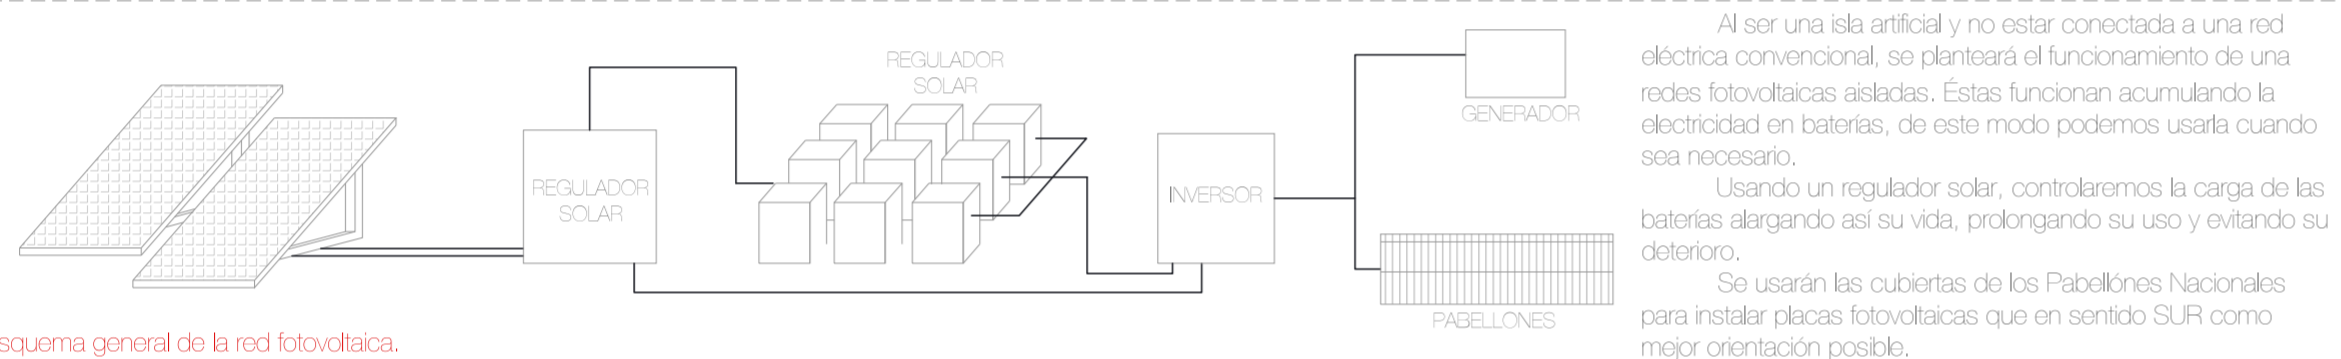 REGULADOR
SOLAR
REGULADOR
SOLAR
INVERSOR
GENERADOR
PABELLONES
squema general de la red fotovoltaica.
Al ser una isla artificial y no estar conectada a una red
eléctrica convencional, se planteará el funcionamiento de una
redes fotovoltaicas aisladas. Éstas funcionan acumulando la
electricidad en baterías, de este modo podemos usarla cuando
sea necesario.
Usando un regulador solar, controlaremos la carga de las
baterías alargando así su vida, prolongando su uso y evitando su
deterioro.
Se usarán las cubiertas de los Pabellónes Nacionales
para instalar placas fotovoltaicas que en sentido SUR como
mejor orientación posible.